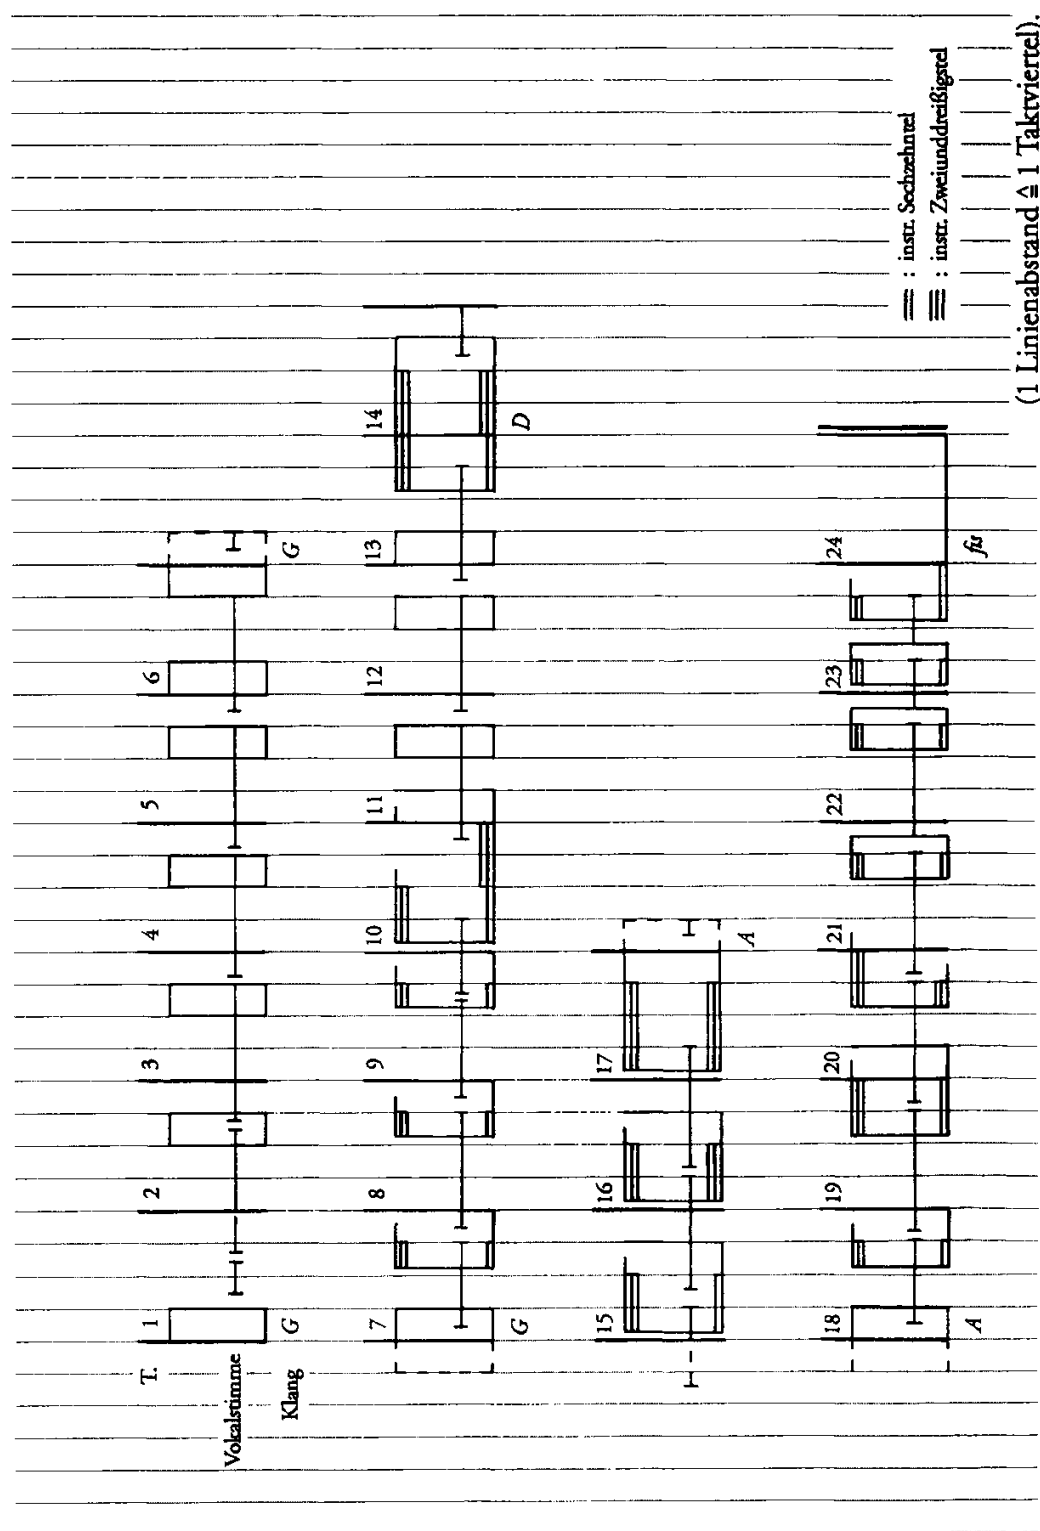 T. 1 2 3 4 5 6
Vokalstimme
Klang G G
7 8 9 10 11 12 13 14
G D
15 16 17
A
18 19 20 21 22 23 24
A fis
: instr. Sechzehntel
: instr. Zweiunddreißigstel
(1 Linienabstand ≙ 1 Taktviertel).